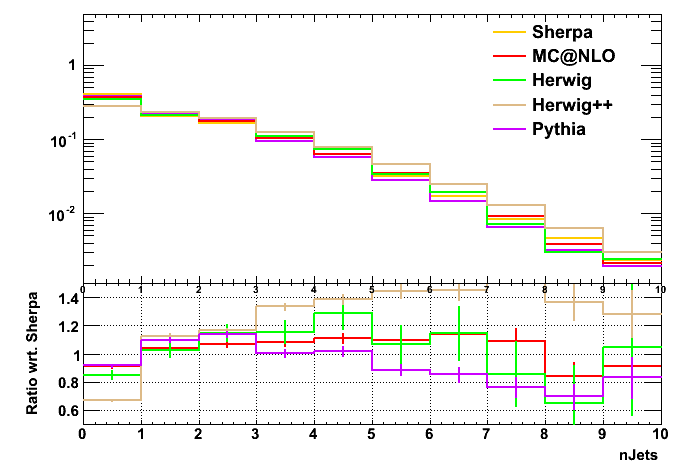 Sherpa
MC@NLO
Herwig
Herwig++
Pythia
1
10-1
10-2
0 1 2 3 4 5 6 7 8 9 10
Ratio wrt. Sherpa
1.4
1.2
1
0.8
0.6
0 1 2 3 4 5 6 7 8 9 10
nJets